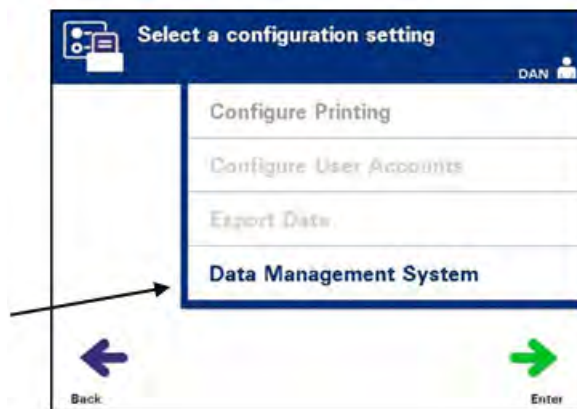 Select a configuration setting
DAN
Configure Printing
Configure User Accounts
Export Data
Data Management System
Back
Enter